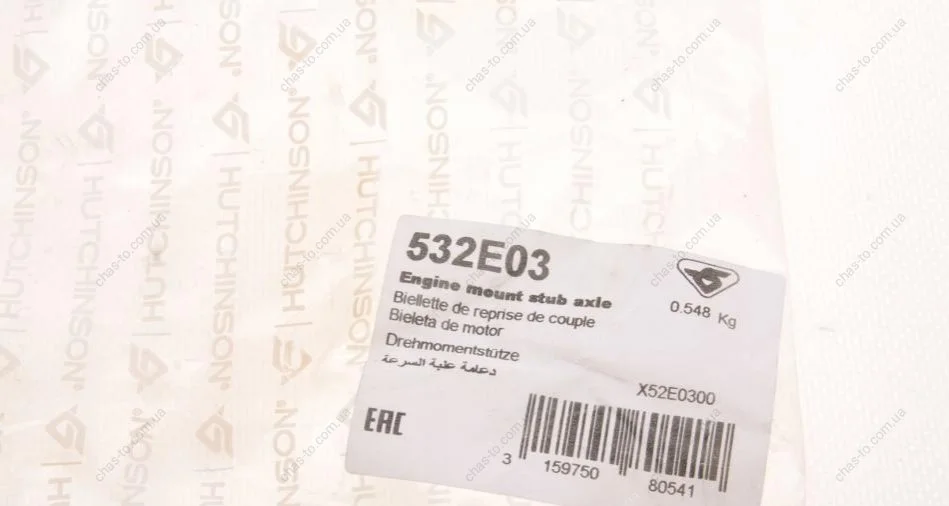 HUTCHINSON
532E03
Engine mount stub axle
Biellette de reprise de couple
Bieleta de motor
Drehmomentstütze
دعامة علبة السرعة
0.548 Kg
X52E0300
EAC
3 159750 80541
chas-to.com.ua